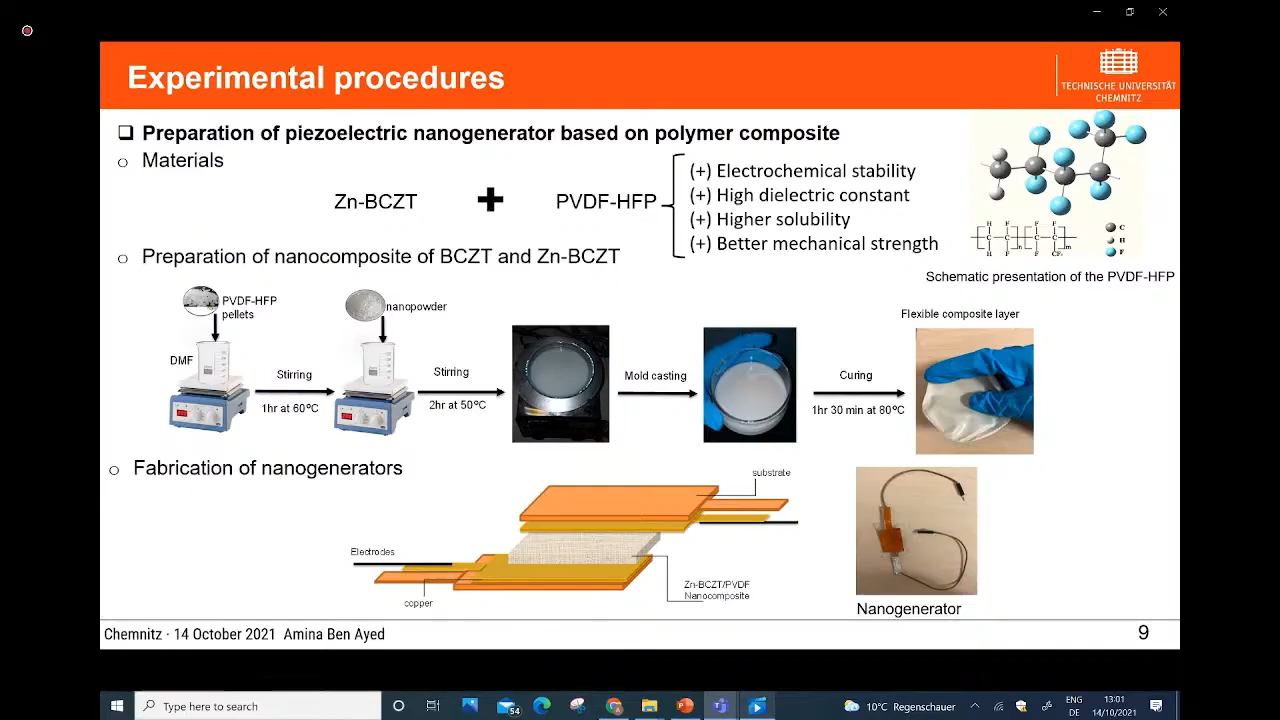 Experimental procedures
TECHNISCHE UNIVERSITÄT
CHEMNITZ
❑ Preparation of piezoelectric nanogenerator based on polymer composite
o Materials
Zn-BCZT + PVDF-HFP
(+) Electrochemical stability
(+) High dielectric constant
(+) Higher solubility
(+) Better mechanical strength
H F F F
C C C C
H F F CF₃
n m
C
H
F
Schematic presentation of the PVDF-HFP
o Preparation of nanocomposite of BCZT and Zn-BCZT
PVDF-HFP
pellets
nanopowder
Flexible composite layer
DMF
Stirring
1hr at 60°C
Stirring
2hr at 50°C
Mold casting
Curing
1hr 30 min at 80°C
o Fabrication of nanogenerators
substrate
Electrodes
copper
Zn-BCZT/PVDF
Nanocomposite
Nanogenerator
Chemnitz · 14 October 2021 Amina Ben Ayed
9
Type here to search
54
10°C Regenschauer
ENG
DE
13:01
14/10/2021